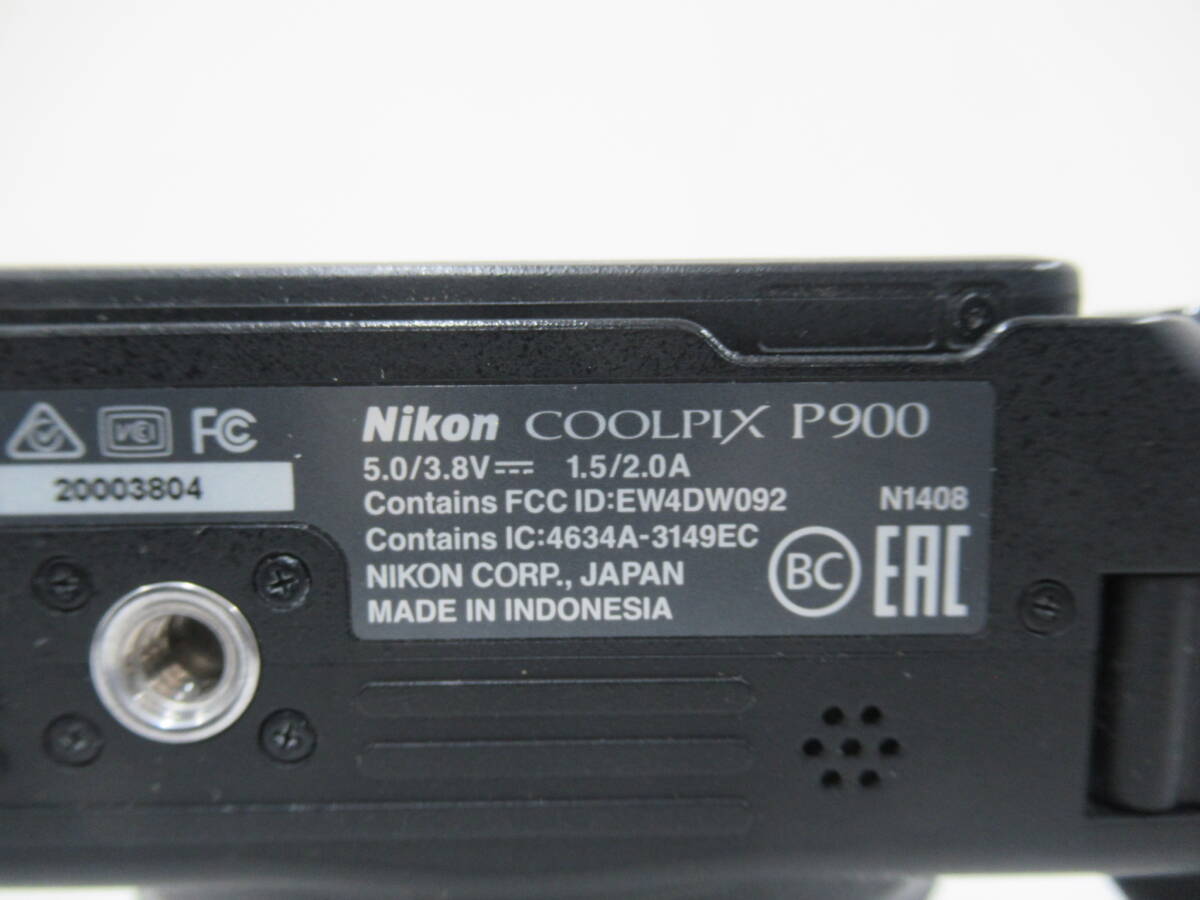 VCI FC
20003804
Nikon COOLPIX P900
5.0/3.8V⎓ 1.5/2.0A
Contains FCC ID:EW4DW092
N1408
Contains IC:4634A-3149EC
NIKON CORP., JAPAN
MADE IN INDONESIA
BC EAC